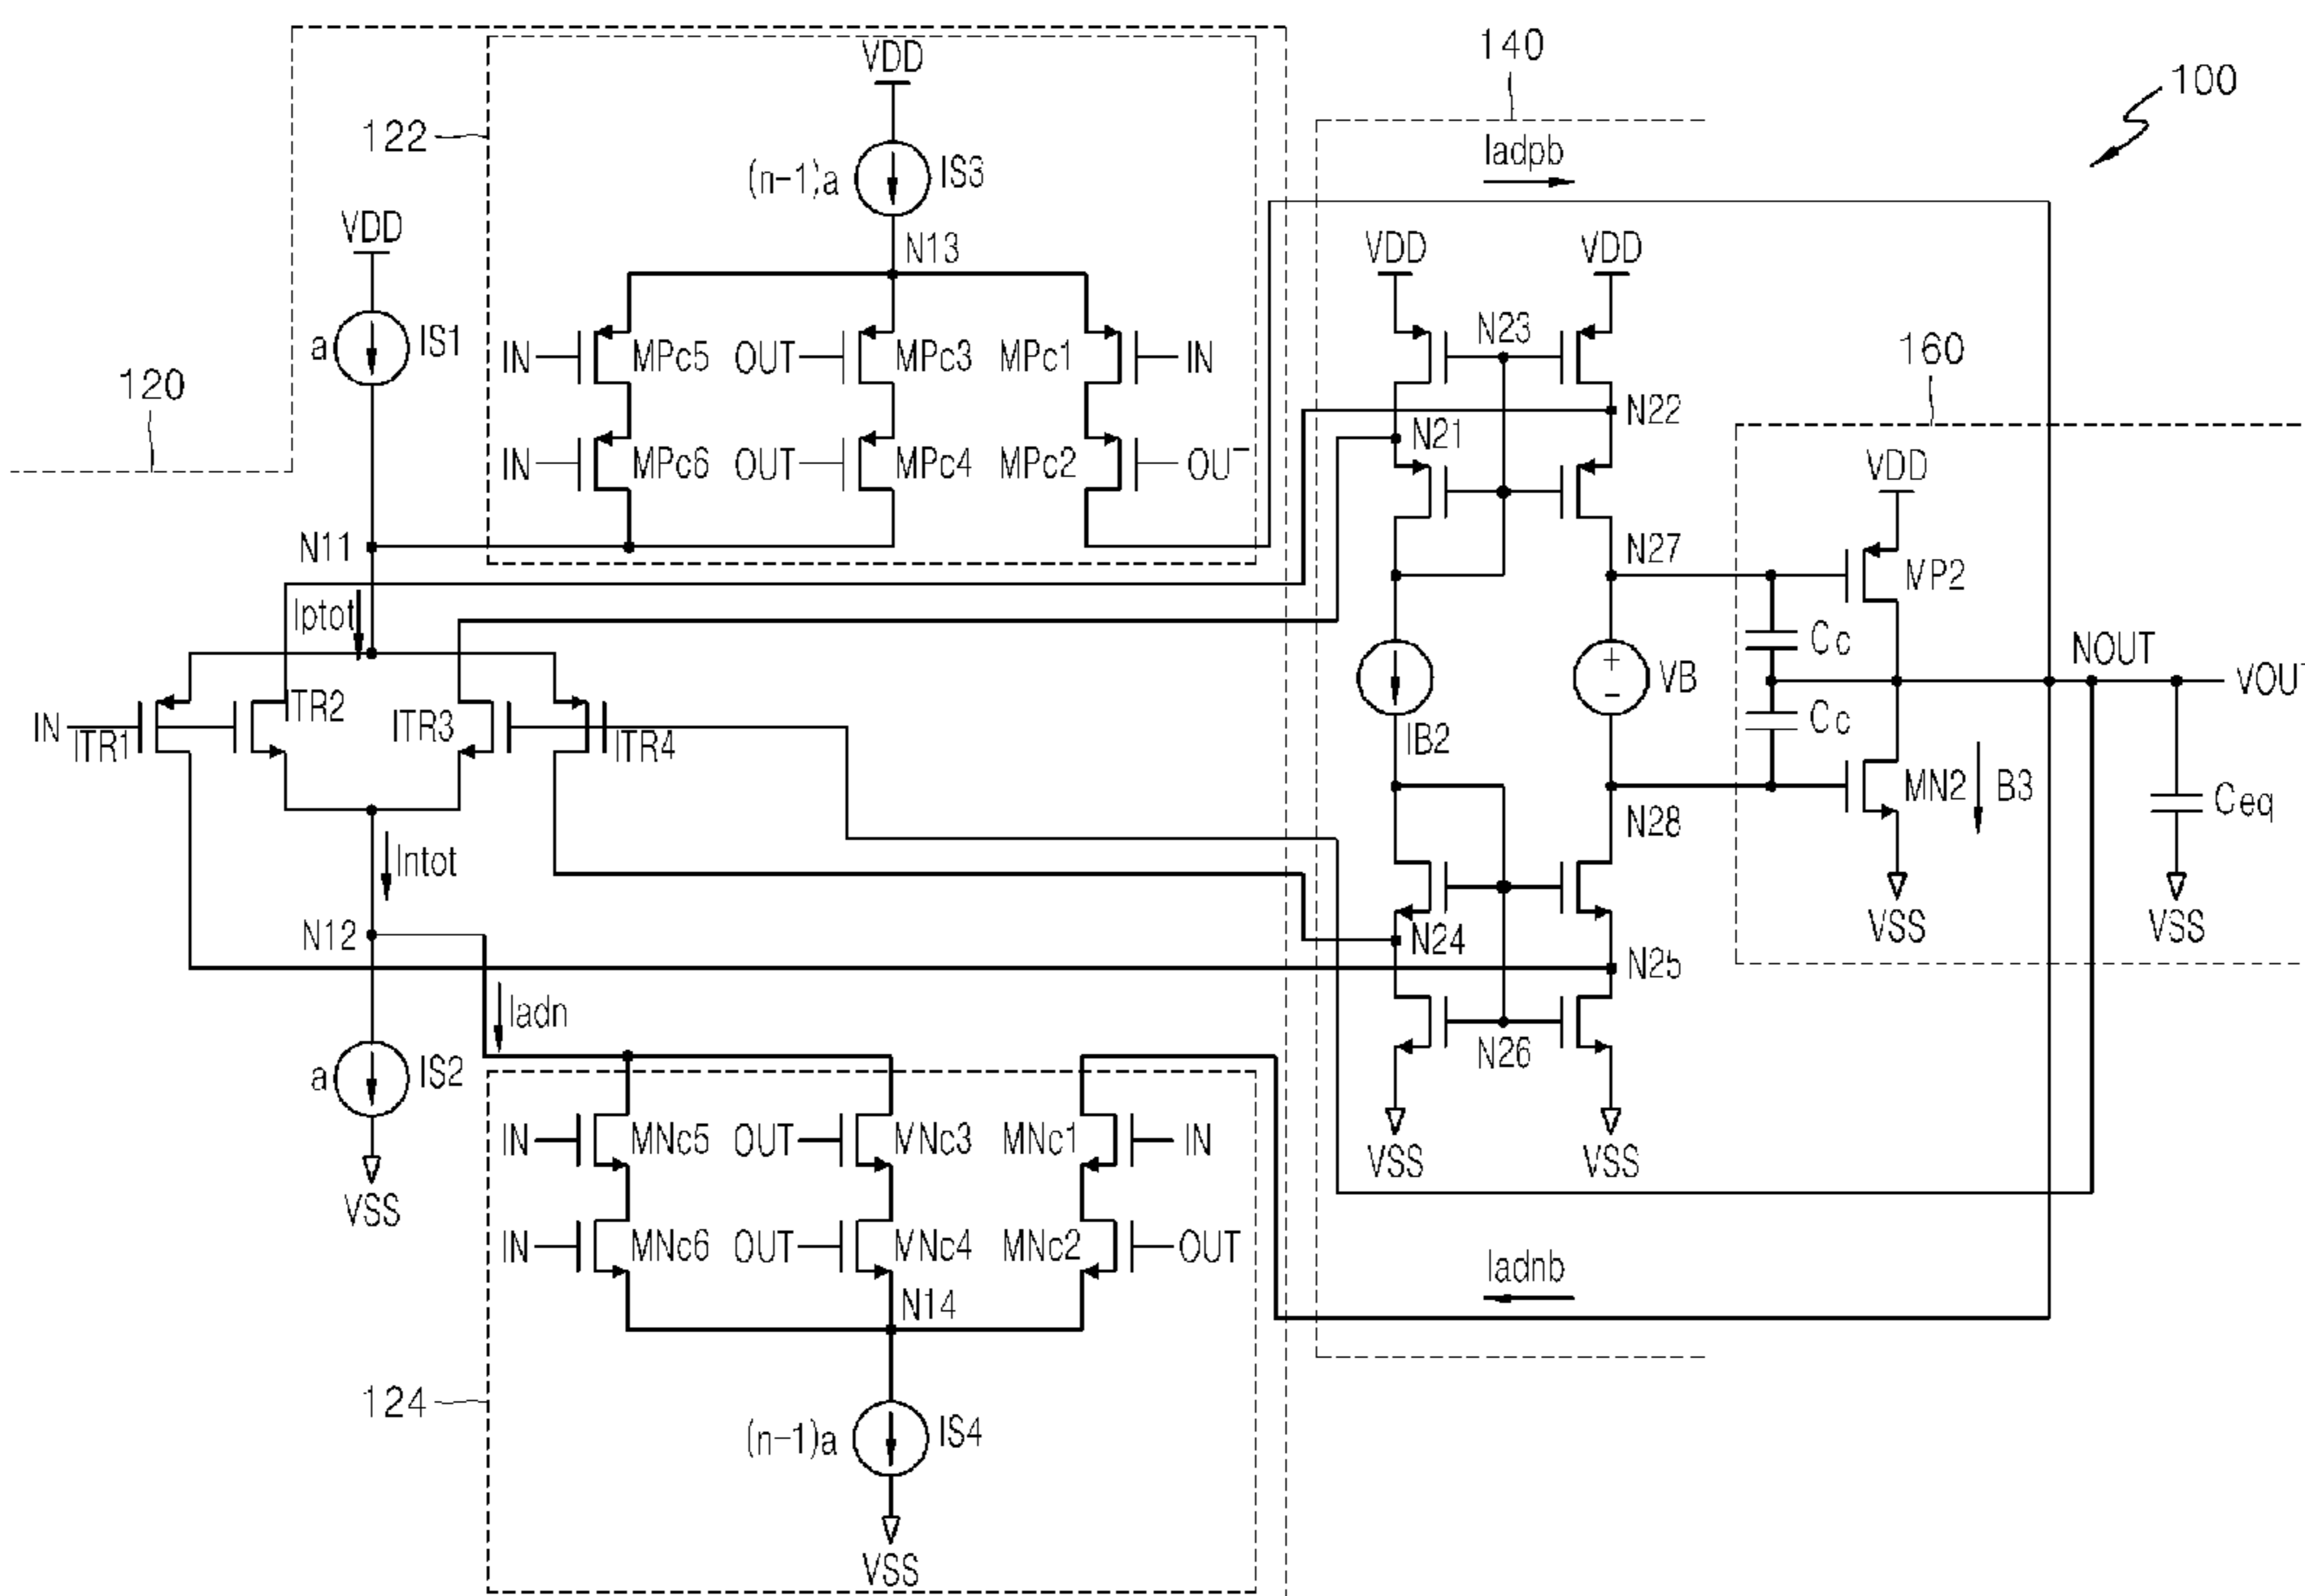 100
140
122
VDD
(n-1)a
IS3
N13
Iadpb
VDD
VDD
VDD
a
IS1
120
IN
MPc5
OUT
MPc3
MPc1
IN
N23
160
IN
MPc6
OUT
MPc4
MPc2
OU
N21
N22
VDD
N11
N27
MP2
Iptot
Cc
NOUT
VOUT
IN
ITR1
ITR2
ITR3
ITR4
IB2
VB
Cc
MN2
B3
Ceq
N28
Intot
N12
N24
N25
VSS
VSS
Iadn
a
IS2
N26
VSS
VSS
VSS
IN
MNc5
OUT
MNc3
MNc1
IN
IN
MNc6
OUT
MNc4
MNc2
OUT
N14
Iadnb
124
(n-1)a
IS4
VSS